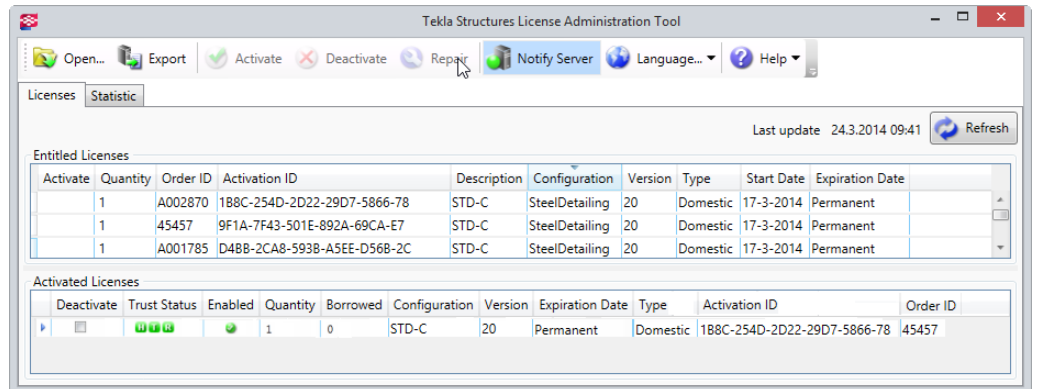 Tekla Structures License Administration Tool
Open... Export Activate Deactivate Repair Notify Server Language... Help
Licenses Statistic
Last update 24.3.2014 09:41 Refresh
Entitled Licenses
Activate Quantity Order ID Activation ID Description Configuration Version Type Start Date Expiration Date
1 A002870 1B8C-254D-2D22-29D7-5866-78 STD-C SteelDetailing 20 Domestic 17-3-2014 Permanent
1 45457 9F1A-7F43-501E-892A-69CA-E7 STD-C SteelDetailing 20 Domestic 17-3-2014 Permanent
1 A001785 D4BB-2CA8-593B-A5EE-D56B-2C STD-C SteelDetailing 20 Domestic 17-3-2014 Permanent
Activated Licenses
Deactivate Trust Status Enabled Quantity Borrowed Configuration Version Expiration Date Type Activation ID Order ID
H T R 1 0 STD-C 20 Permanent Domestic 1B8C-254D-2D22-29D7-5866-78 45457